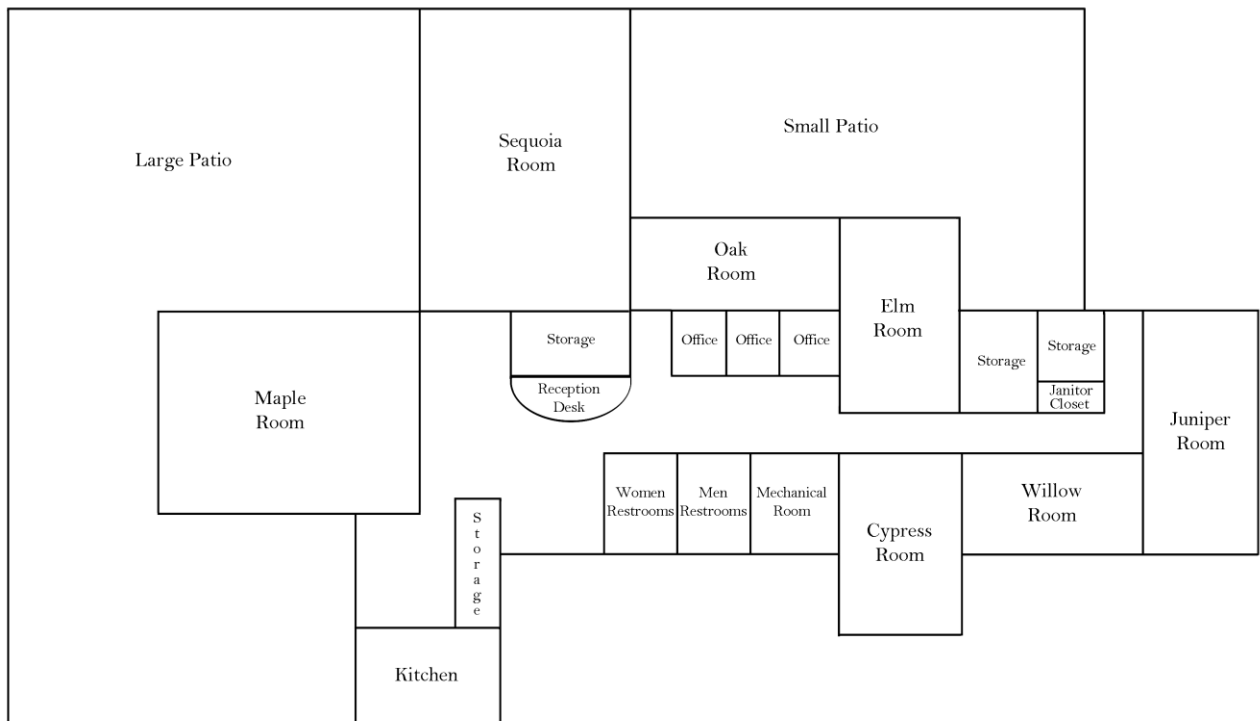 Large Patio
Sequoia
Room
Small Patio
Oak
Room
Elm
Room
Storage
Office
Office
Office
Storage
Storage
Janitor
Closet
Reception
Desk
Maple
Room
Juniper
Room
Women
Restrooms
Men
Restrooms
Mechanical
Room
Cypress
Room
Willow
Room
Storage
Kitchen